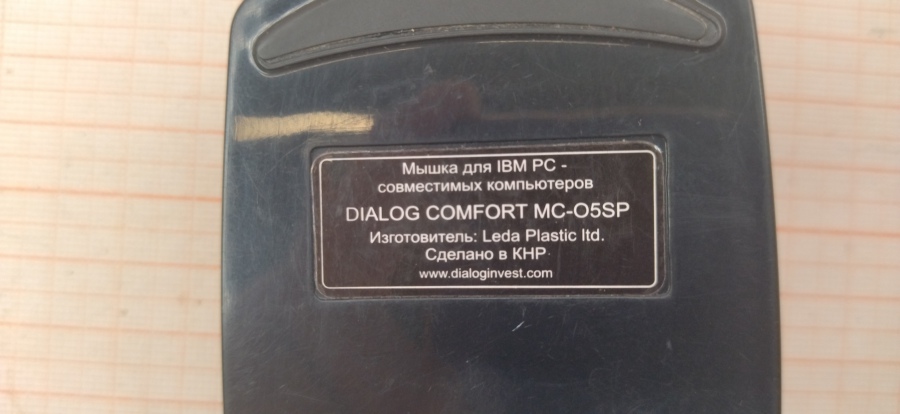 Мышка для IBM PC -
совместимых компьютеров
DIALOG COMFORT MC-O5SP
Изготовитель: Leda Plastic ltd.
Сделано в КНР
www.dialoginvest.com